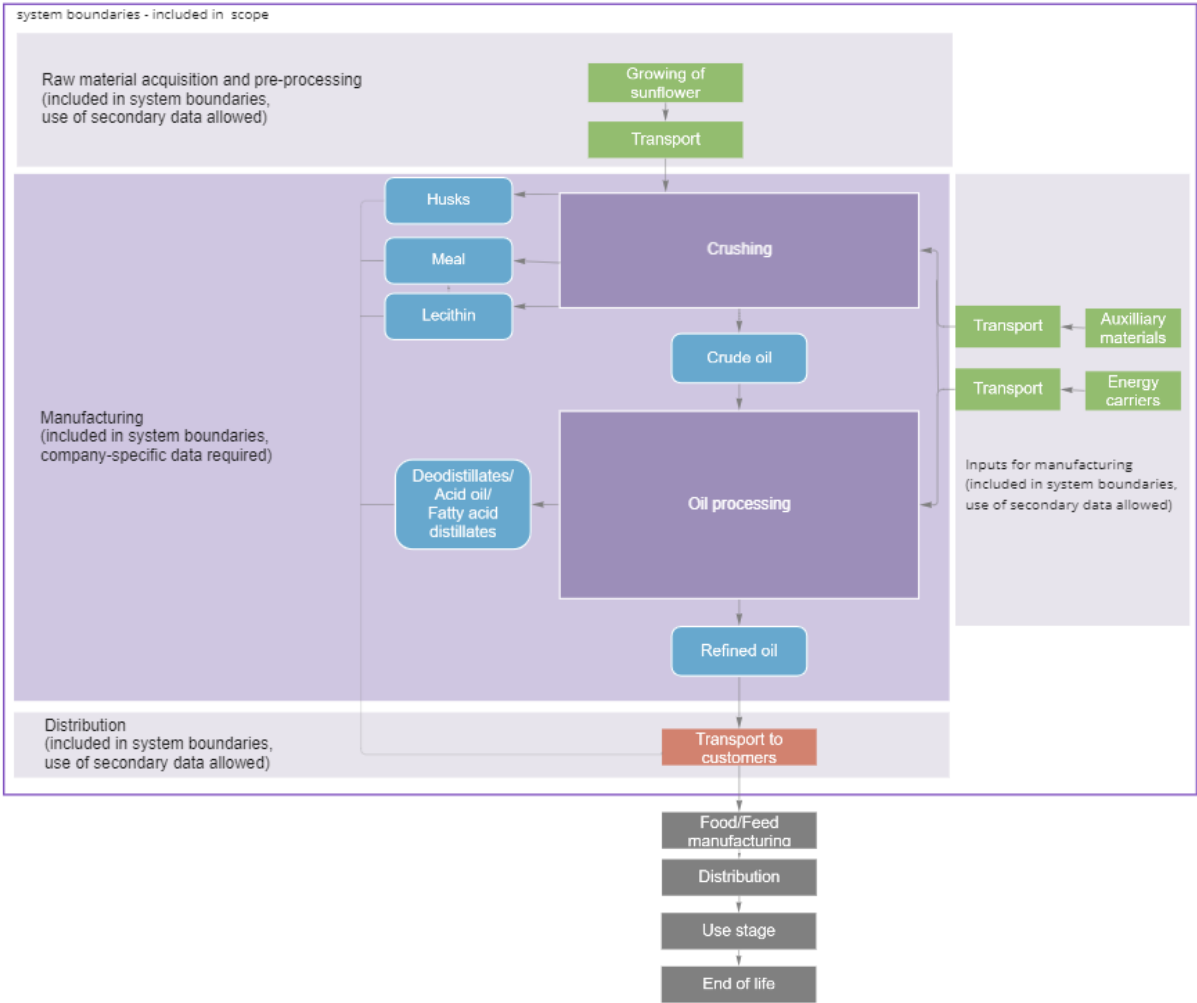 system boundaries - included in scope
Raw material acquisition and pre-processing
(included in system boundaries,
use of secondary data allowed)
Growing of
sunflower
Transport
Husks
Meal
Lecithin
Crushing
Crude oil
Transport
Auxilliary
materials
Transport
Energy
carriers
Manufacturing
(included in system boundaries,
company-specific data required)
Deodistillates/
Acid oil/
Fatty acid
distillates
Oil processing
Inputs for manufacturing
(included in system boundaries,
use of secondary data allowed)
Refined oil
Distribution
(included in system boundaries,
use of secondary data allowed)
Transport to
customers
Food/Feed
manufacturing
Distribution
Use stage
End of life